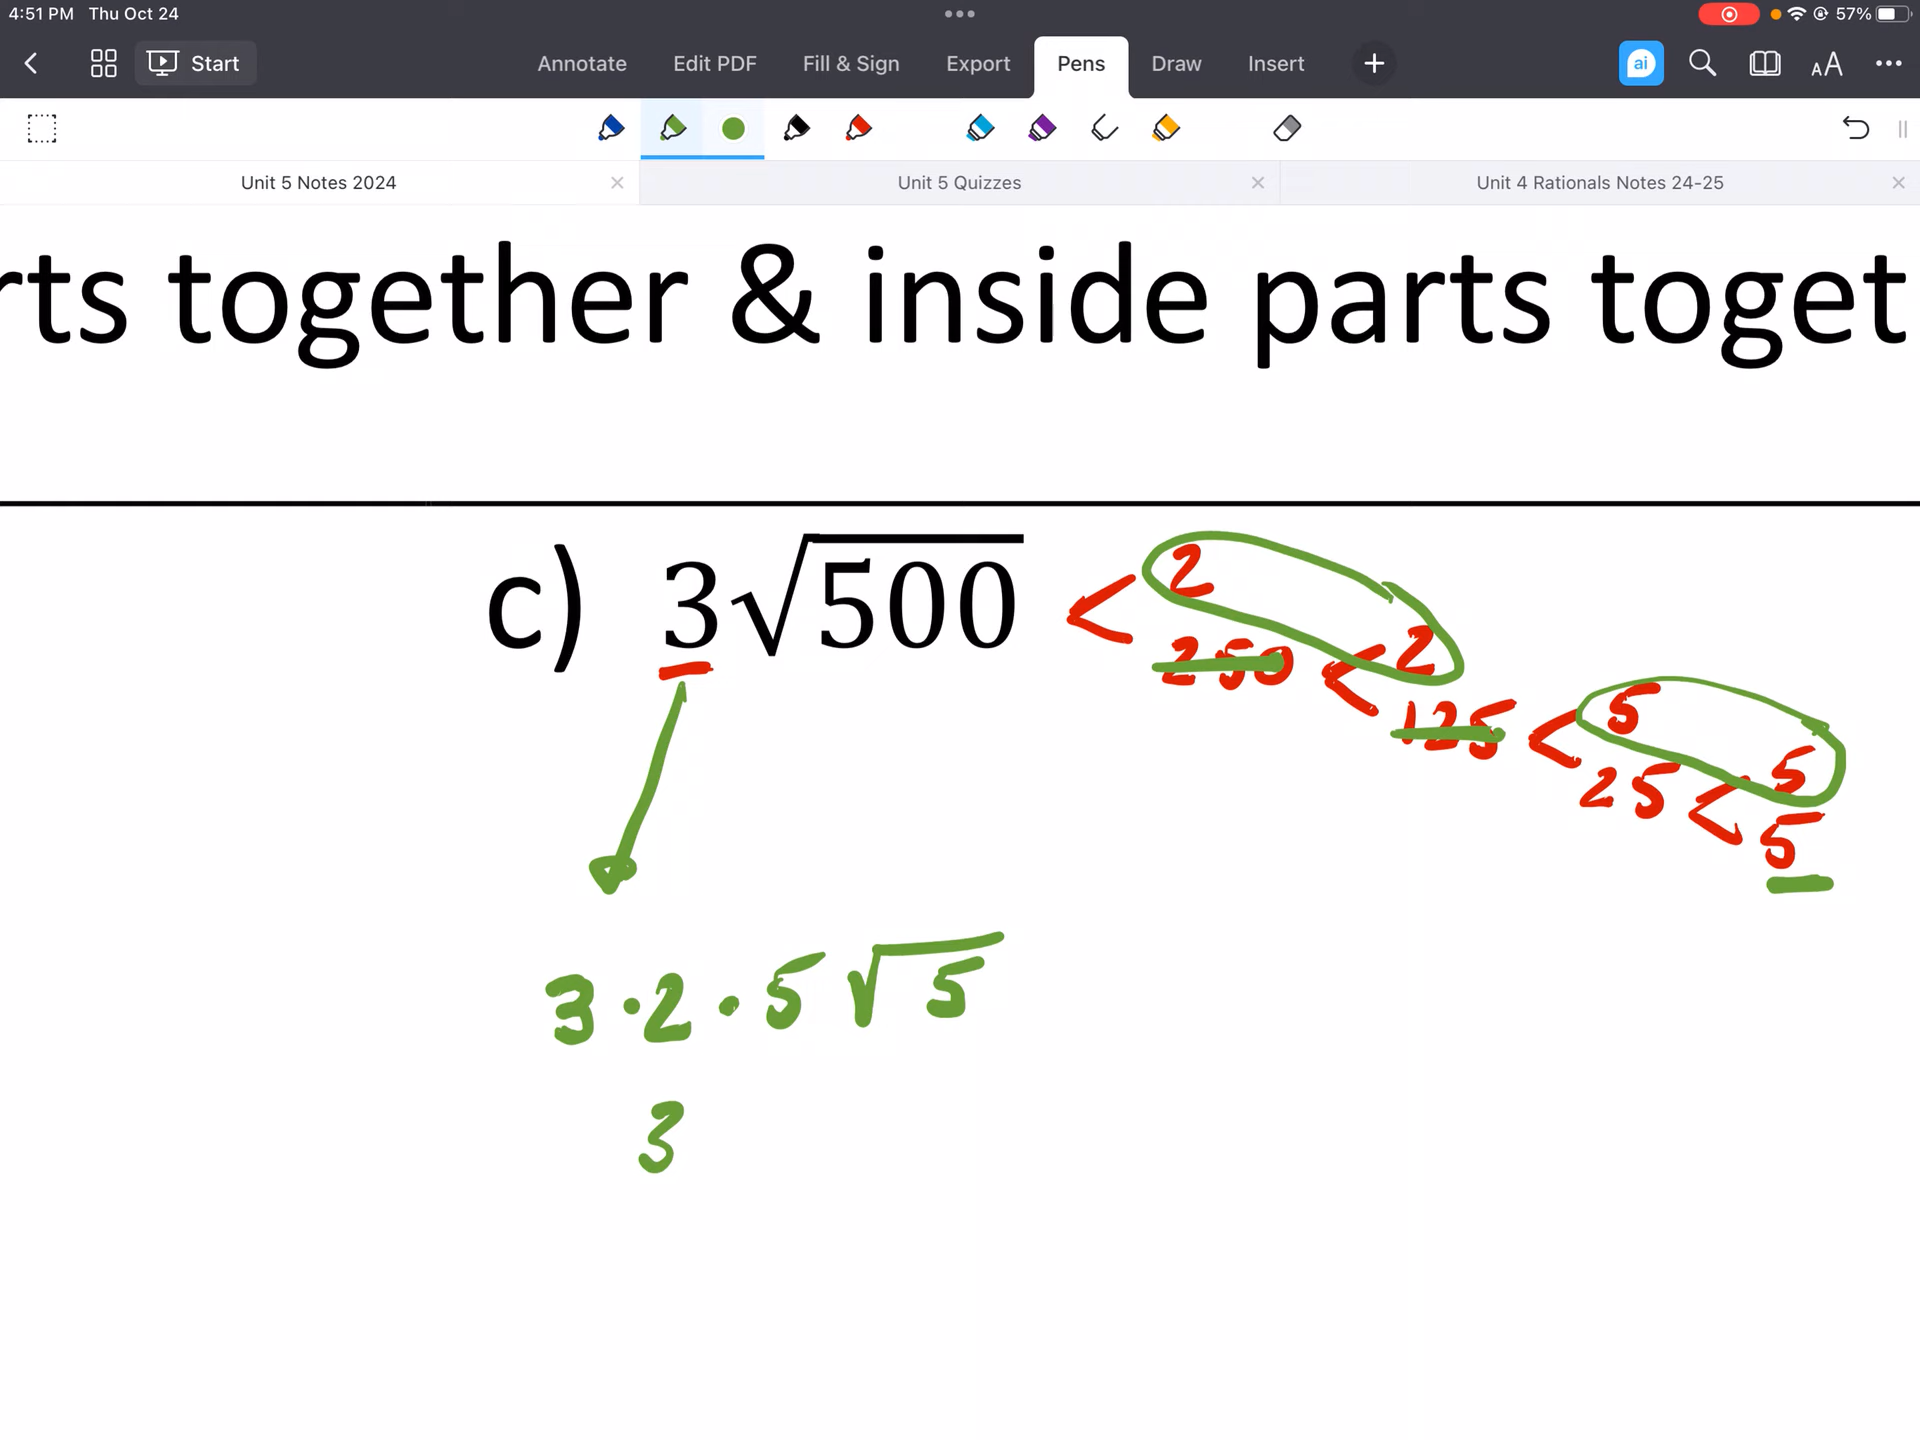 4:51 PM Thu Oct 24
57%
Start
Annotate
Edit PDF
Fill & Sign
Export
Pens
Draw
Insert
ai
AA
Unit 5 Notes 2024
Unit 5 Quizzes
Unit 4 Rationals Notes 24-25
rts together & inside parts toget
c) 3√500 < 2
250 < 2
125 < 5
25 < 5
5
3 · 2 · 5 √5
3